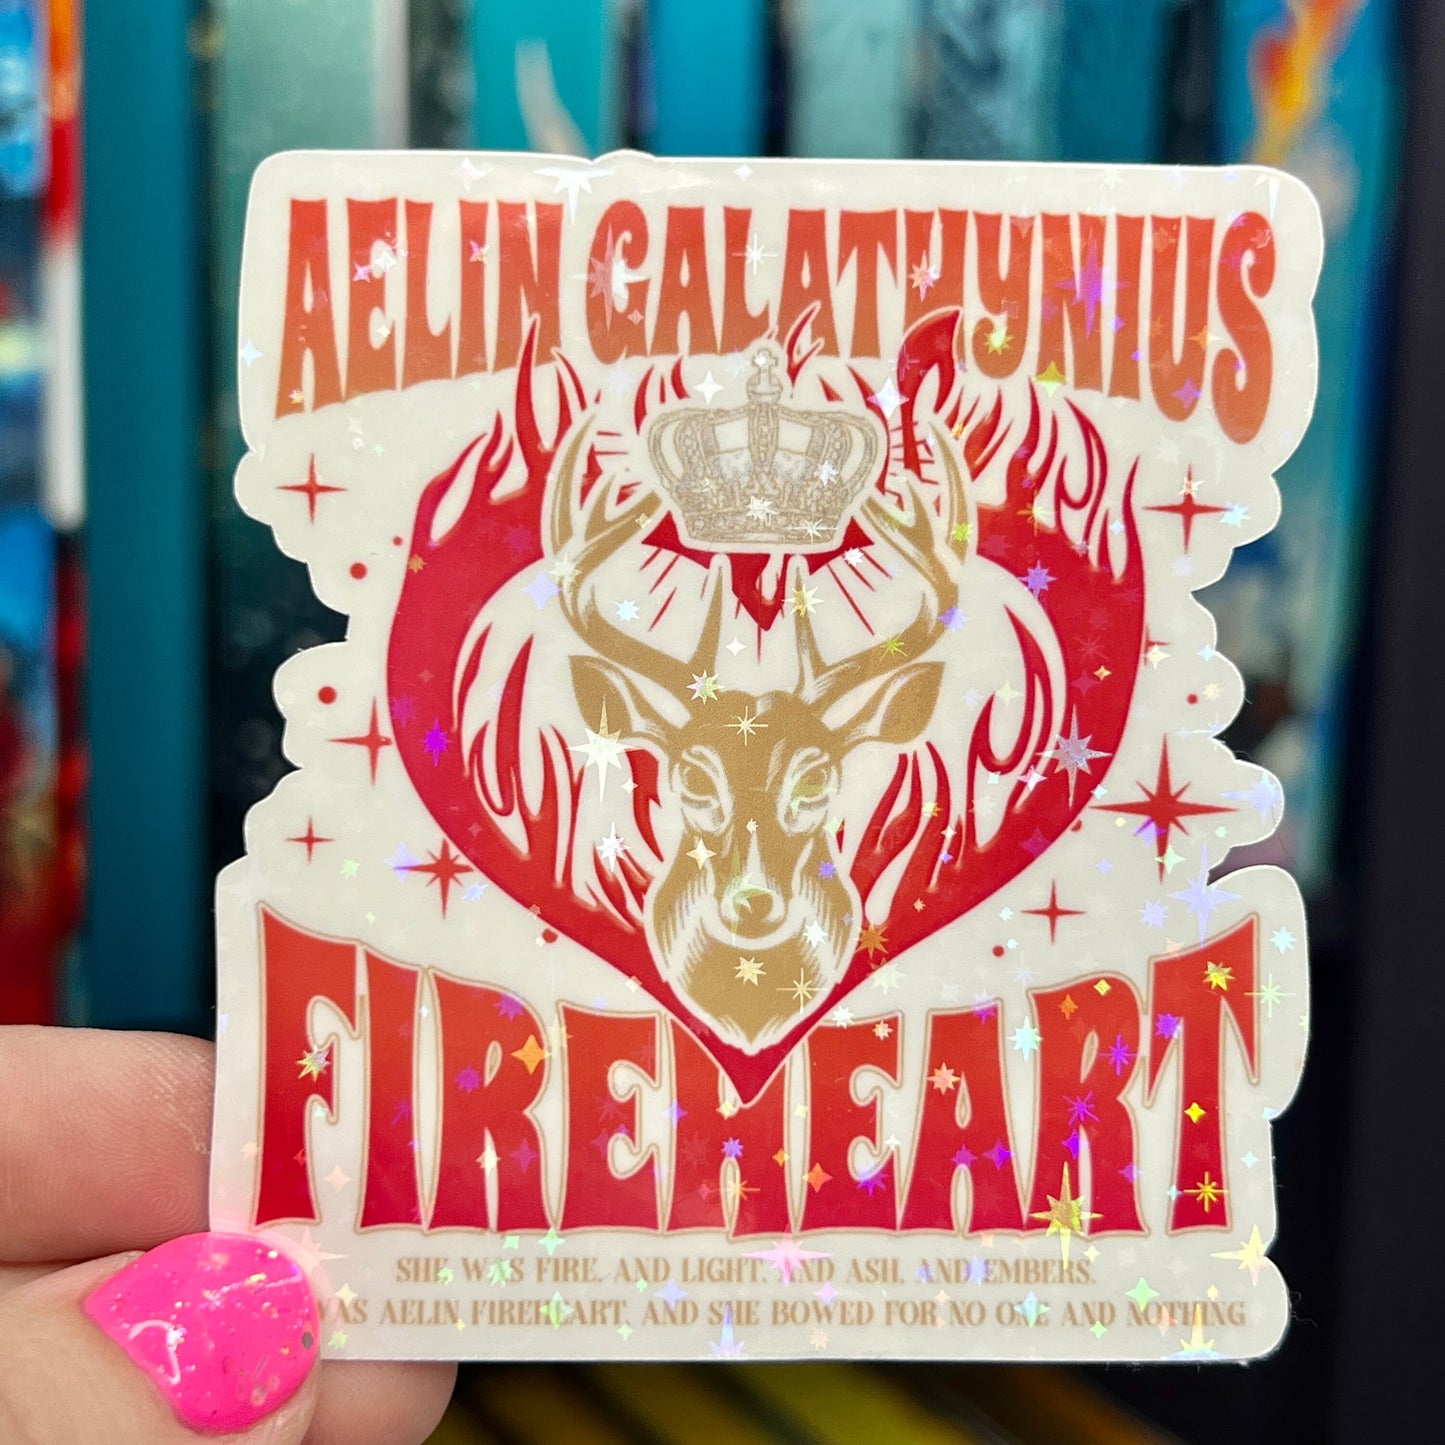 AELIN GALATHYNIUS
FIREHEART
SHE WAS FIRE, AND LIGHT, AND ASH, AND EMBERS.
WAS AELIN FIREHEART, AND SHE BOWED FOR NO ONE AND NOTHING